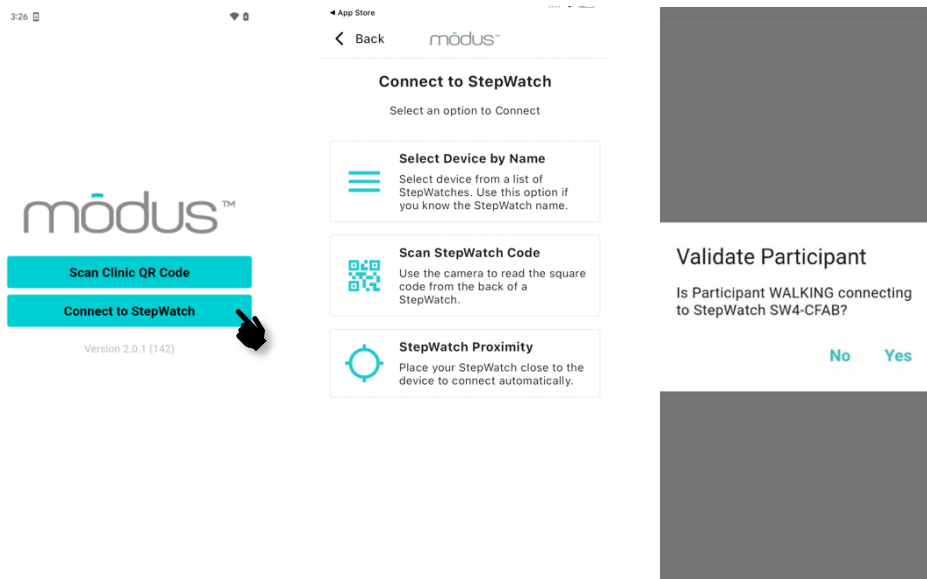 3:26
modus™
Scan Clinic QR Code
Connect to StepWatch
Version 2.0.1 (142)
App Store
Back
mōdus™
Connect to StepWatch
Select an option to Connect
Select Device by Name
Select device from a list of
StepWatches. Use this option if
you know the StepWatch name.
Scan StepWatch Code
Use the camera to read the square
code from the back of a
StepWatch.
StepWatch Proximity
Place your StepWatch close to the
device to connect automatically.
Validate Participant
Is Participant WALKING connecting
to StepWatch SW4-CFAB?
No Yes